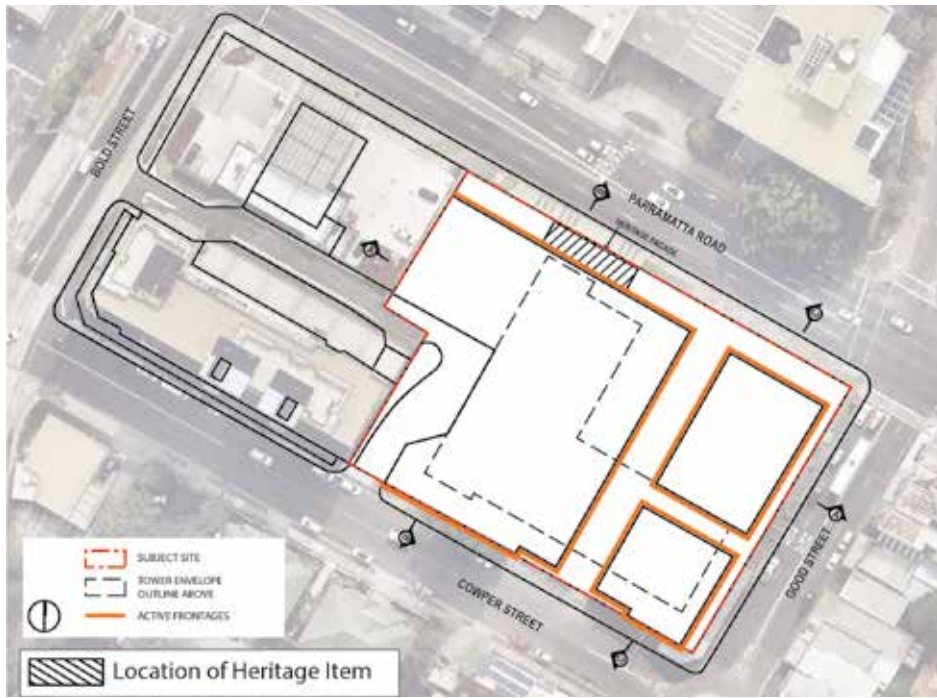 BOLD STREET
PARRAMATTA ROAD
HERITAGE FACADE
GOOD STREET
COWPER STREET
SUBJECT SITE
TOWER ENVELOPE
OUTLINE ABOVE
ACTIVE FRONTAGES
Location of Heritage Item